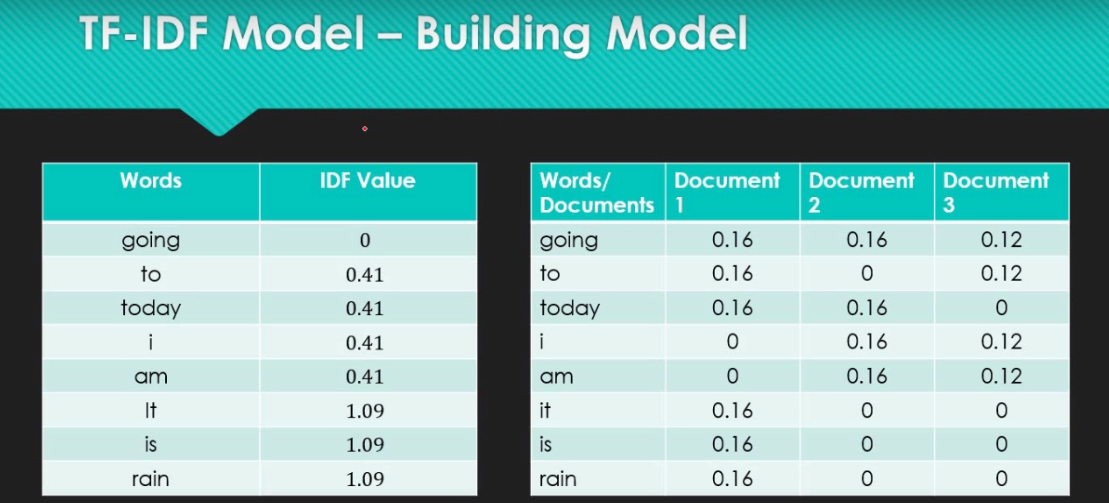 TF-IDF Model – Building Model
Words IDF Value
going 0
to 0.41
today 0.41
i 0.41
am 0.41
It 1.09
is 1.09
rain 1.09
Words/ Document Document Document
Documents 1 2 3
going 0.16 0.16 0.12
to 0.16 0 0.12
today 0.16 0.16 0
i 0 0.16 0.12
am 0 0.16 0.12
it 0.16 0 0
is 0.16 0 0
rain 0.16 0 0